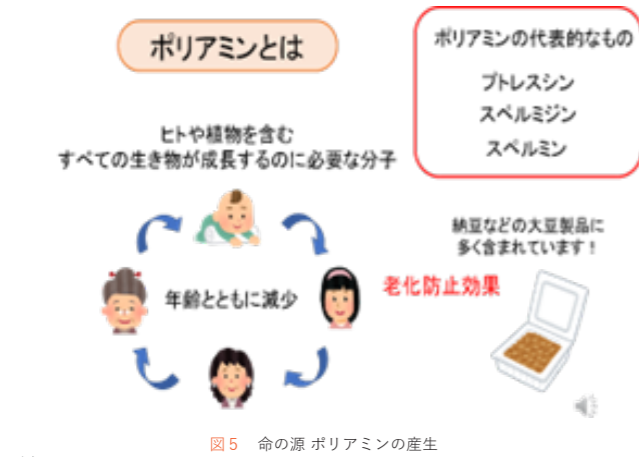 ポリアミンとは
ポリアミンの代表的なもの
プトレスシン
スペルミジン
スペルミン
ヒトや植物を含む
すべての生き物が成長するのに必要な分子
年齢とともに減少
老化防止効果
納豆などの大豆製品に
多く含まれています！
図5 命の源 ポリアミンの産生